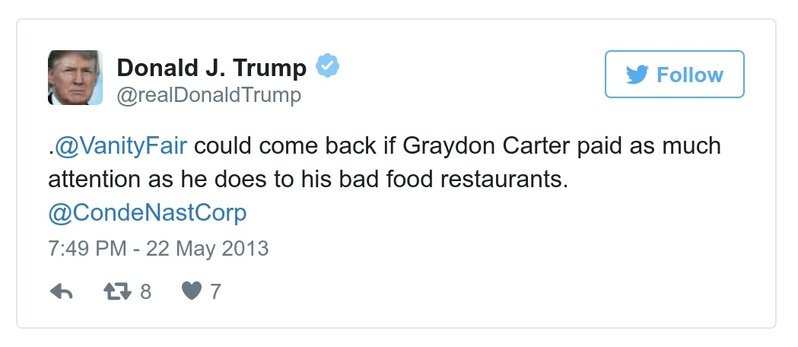 Donald J. Trump
@realDonaldTrump
Follow
.@VanityFair could come back if Graydon Carter paid as much
attention as he does to his bad food restaurants.
@CondeNastCorp
7:49 PM - 22 May 2013
8 7